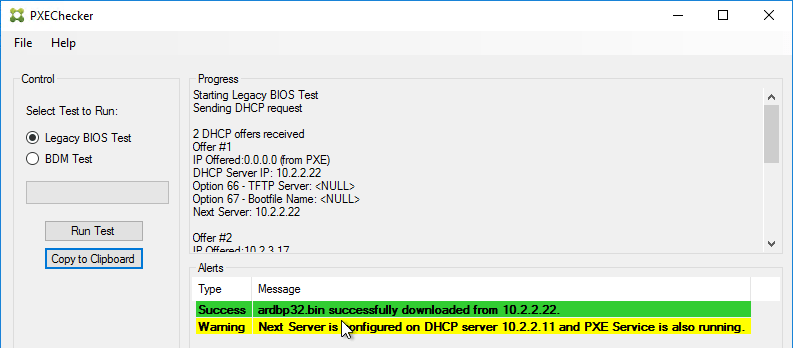 PXEChecker
File Help
Control
Select Test to Run:
Legacy BIOS Test
BDM Test
Run Test
Copy to Clipboard
Progress
Starting Legacy BIOS Test
Sending DHCP request
2 DHCP offers received
Offer #1
IP Offered:0.0.0.0 (from PXE)
DHCP Server IP: 10.2.2.22
Option 66 - TFTP Server: <NULL>
Option 67 - Bootfile Name: <NULL>
Next Server: 10.2.2.22
Offer #2
IP Offered:10.2.3.17
Alerts
Type Message
Success ardbp32.bin successfully downloaded from 10.2.2.22.
Warning Next Server is configured on DHCP server 10.2.2.11 and PXE Service is also running.